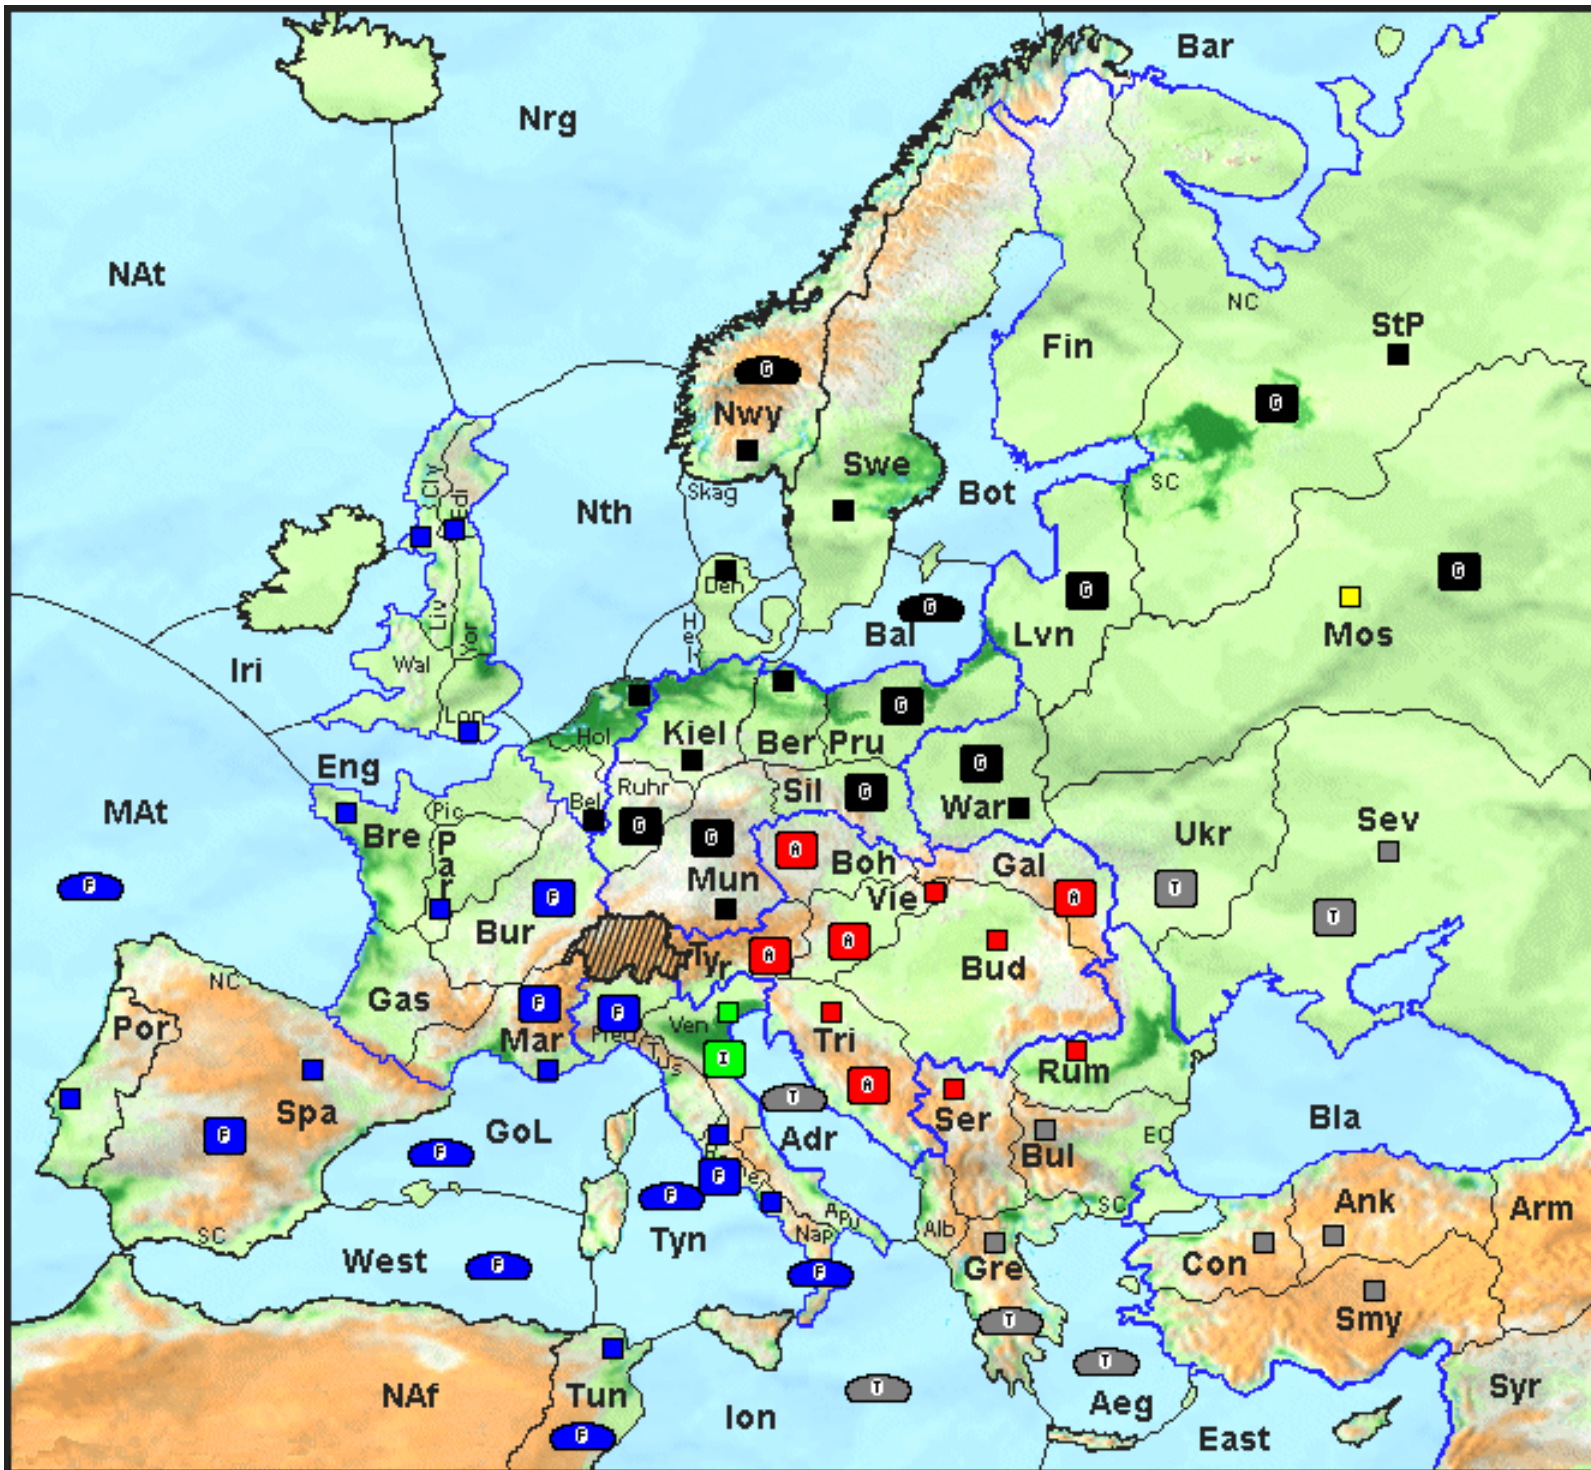 Bar
Nrg
NAt
NC
StP
Fin
G
G
Nwy
Swe
Cly
Edl
SC
Skag
Bot
Nth
G
G
Den
G
Hel
Bal
Lvn
Mos
Liv
Yor
Iri
Wal
Lon
G
Hol
Kiel
Ber
Pru
Eng
G
Ruhr
Sil
G
War
Bel
MAt
Pic
Bre
Par
G
G
Ukr
Sev
A
Boh
Gal
F
F
Mun
Vie
A
T
T
Bur
A
A
Tyr
Bud
NC
Gas
F
F
Por
Mar
Pied
Ven
Tri
Rum
Tus
I
A
T
Spa
F
GoL
Adr
Ser
Bla
F
Bul
EC
F
F
Ank
Arm
SC
SC
Tyn
Apu
Nap
Alb
West
F
F
Gre
Con
T
Smy
T
T
NAf
Tun
Ion
Aeg
Syr
F
East